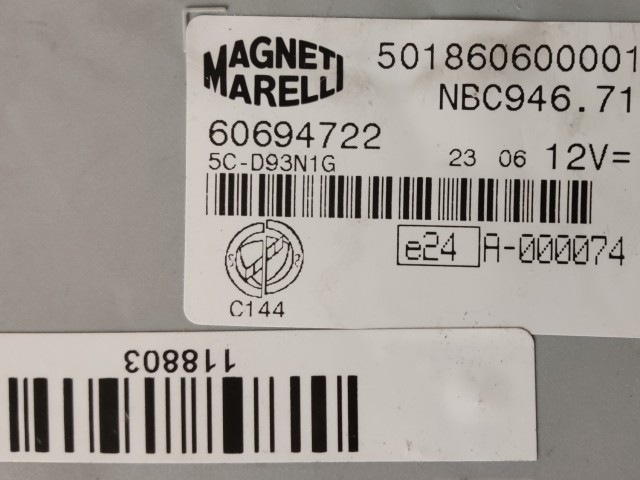 MAGNETI MARELLI
501860600001
NBC946.71
60694722
5C-D93N1G
23 06 12V=
e24 A-000074
C144
118803